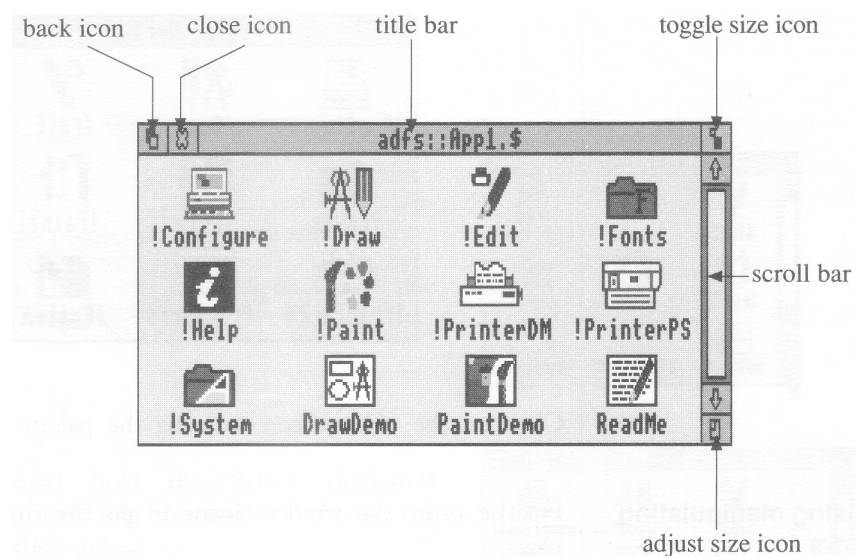 back icon
close icon
title bar
toggle size icon
adfs::App1.$
!Configure
!Draw
!Edit
!Fonts
scroll bar
!Help
!Paint
!PrinterDM
!PrinterPS
!System
DrawDemo
PaintDemo
ReadMe
adjust size icon